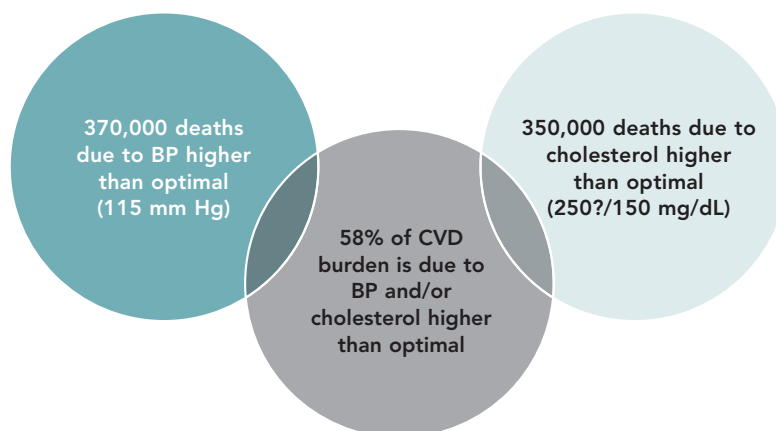 370,000 deaths
due to BP higher
than optimal
(115 mm Hg)
350,000 deaths due to
cholesterol higher
than optimal
(250?/150 mg/dL)
58% of CVD
burden is due to
BP and/or
cholesterol higher
than optimal